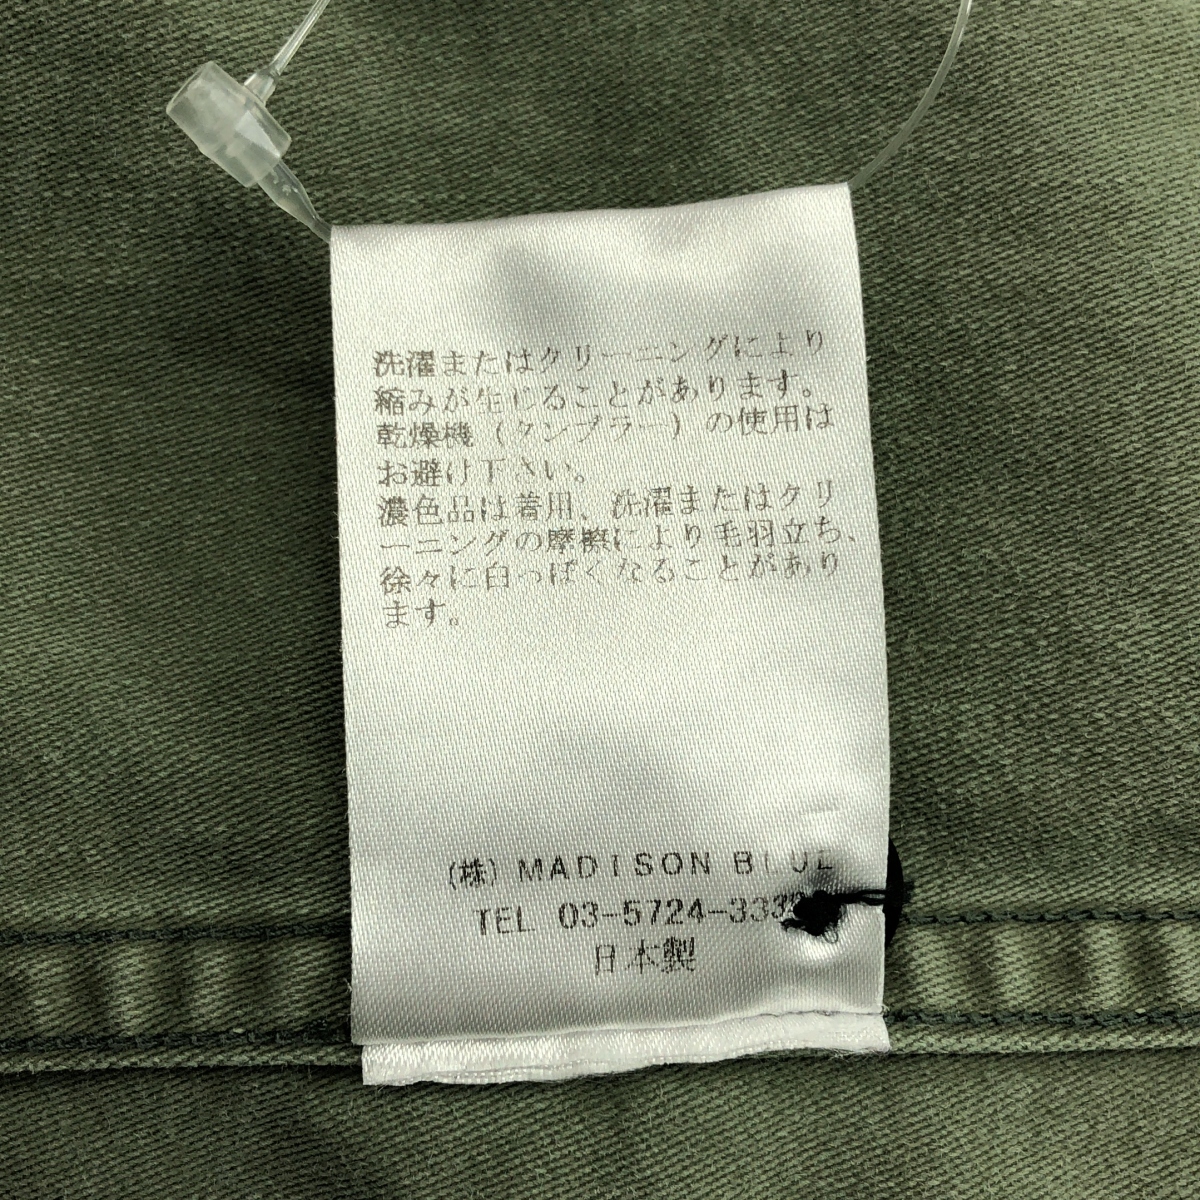 洗濯またはクリーニングにより
縮みが生じることがあります。
乾燥機（タンブラー）の使用は
お避け下さい。
濃色品は着用、洗濯またはクリ
ーニングの摩擦により毛羽立ち、
徐々に白っぽくなることがあり
ます。
(株) MADISON BLUE
TEL
日本製